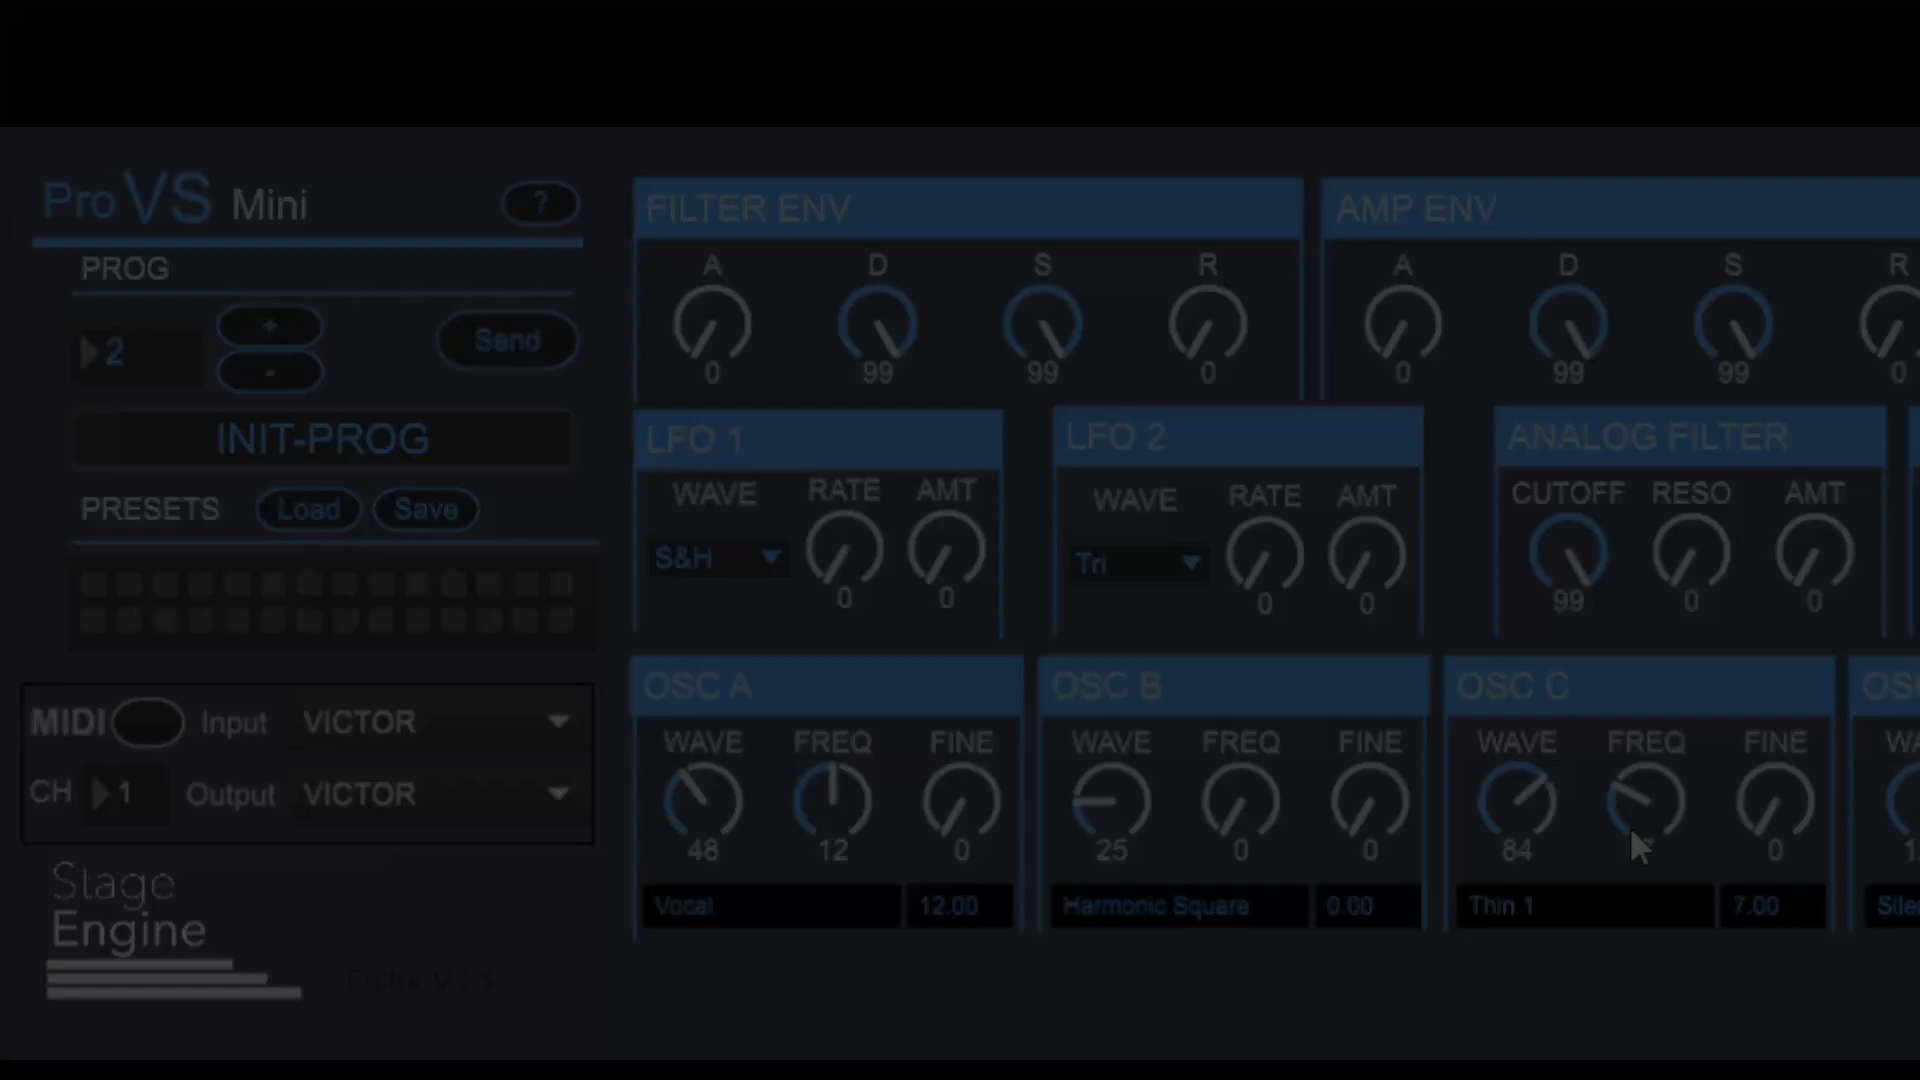 Pro VS Mini
?
PROG
2
+
-
Send
INIT-PROG
PRESETS Load Save
MIDI Input VICTOR
CH 1 Output VICTOR
Stage
Engine
FILTER ENV
A D S R
0 99 99 0
AMP ENV
A D S R
0 99 99 0
LFO 1
WAVE RATE AMT
S&H
0 0
LFO 2
WAVE RATE AMT
Tri
0 0
ANALOG FILTER
CUTOFF RESO AMT
99 0 0
OSC A
WAVE FREQ FINE
48 12 0
Vocal 12.00
OSC B
WAVE FREQ FINE
25 0 0
Harmonic Square 0.00
OSC C
WAVE FREQ FINE
84 0
Thin 1 7.00